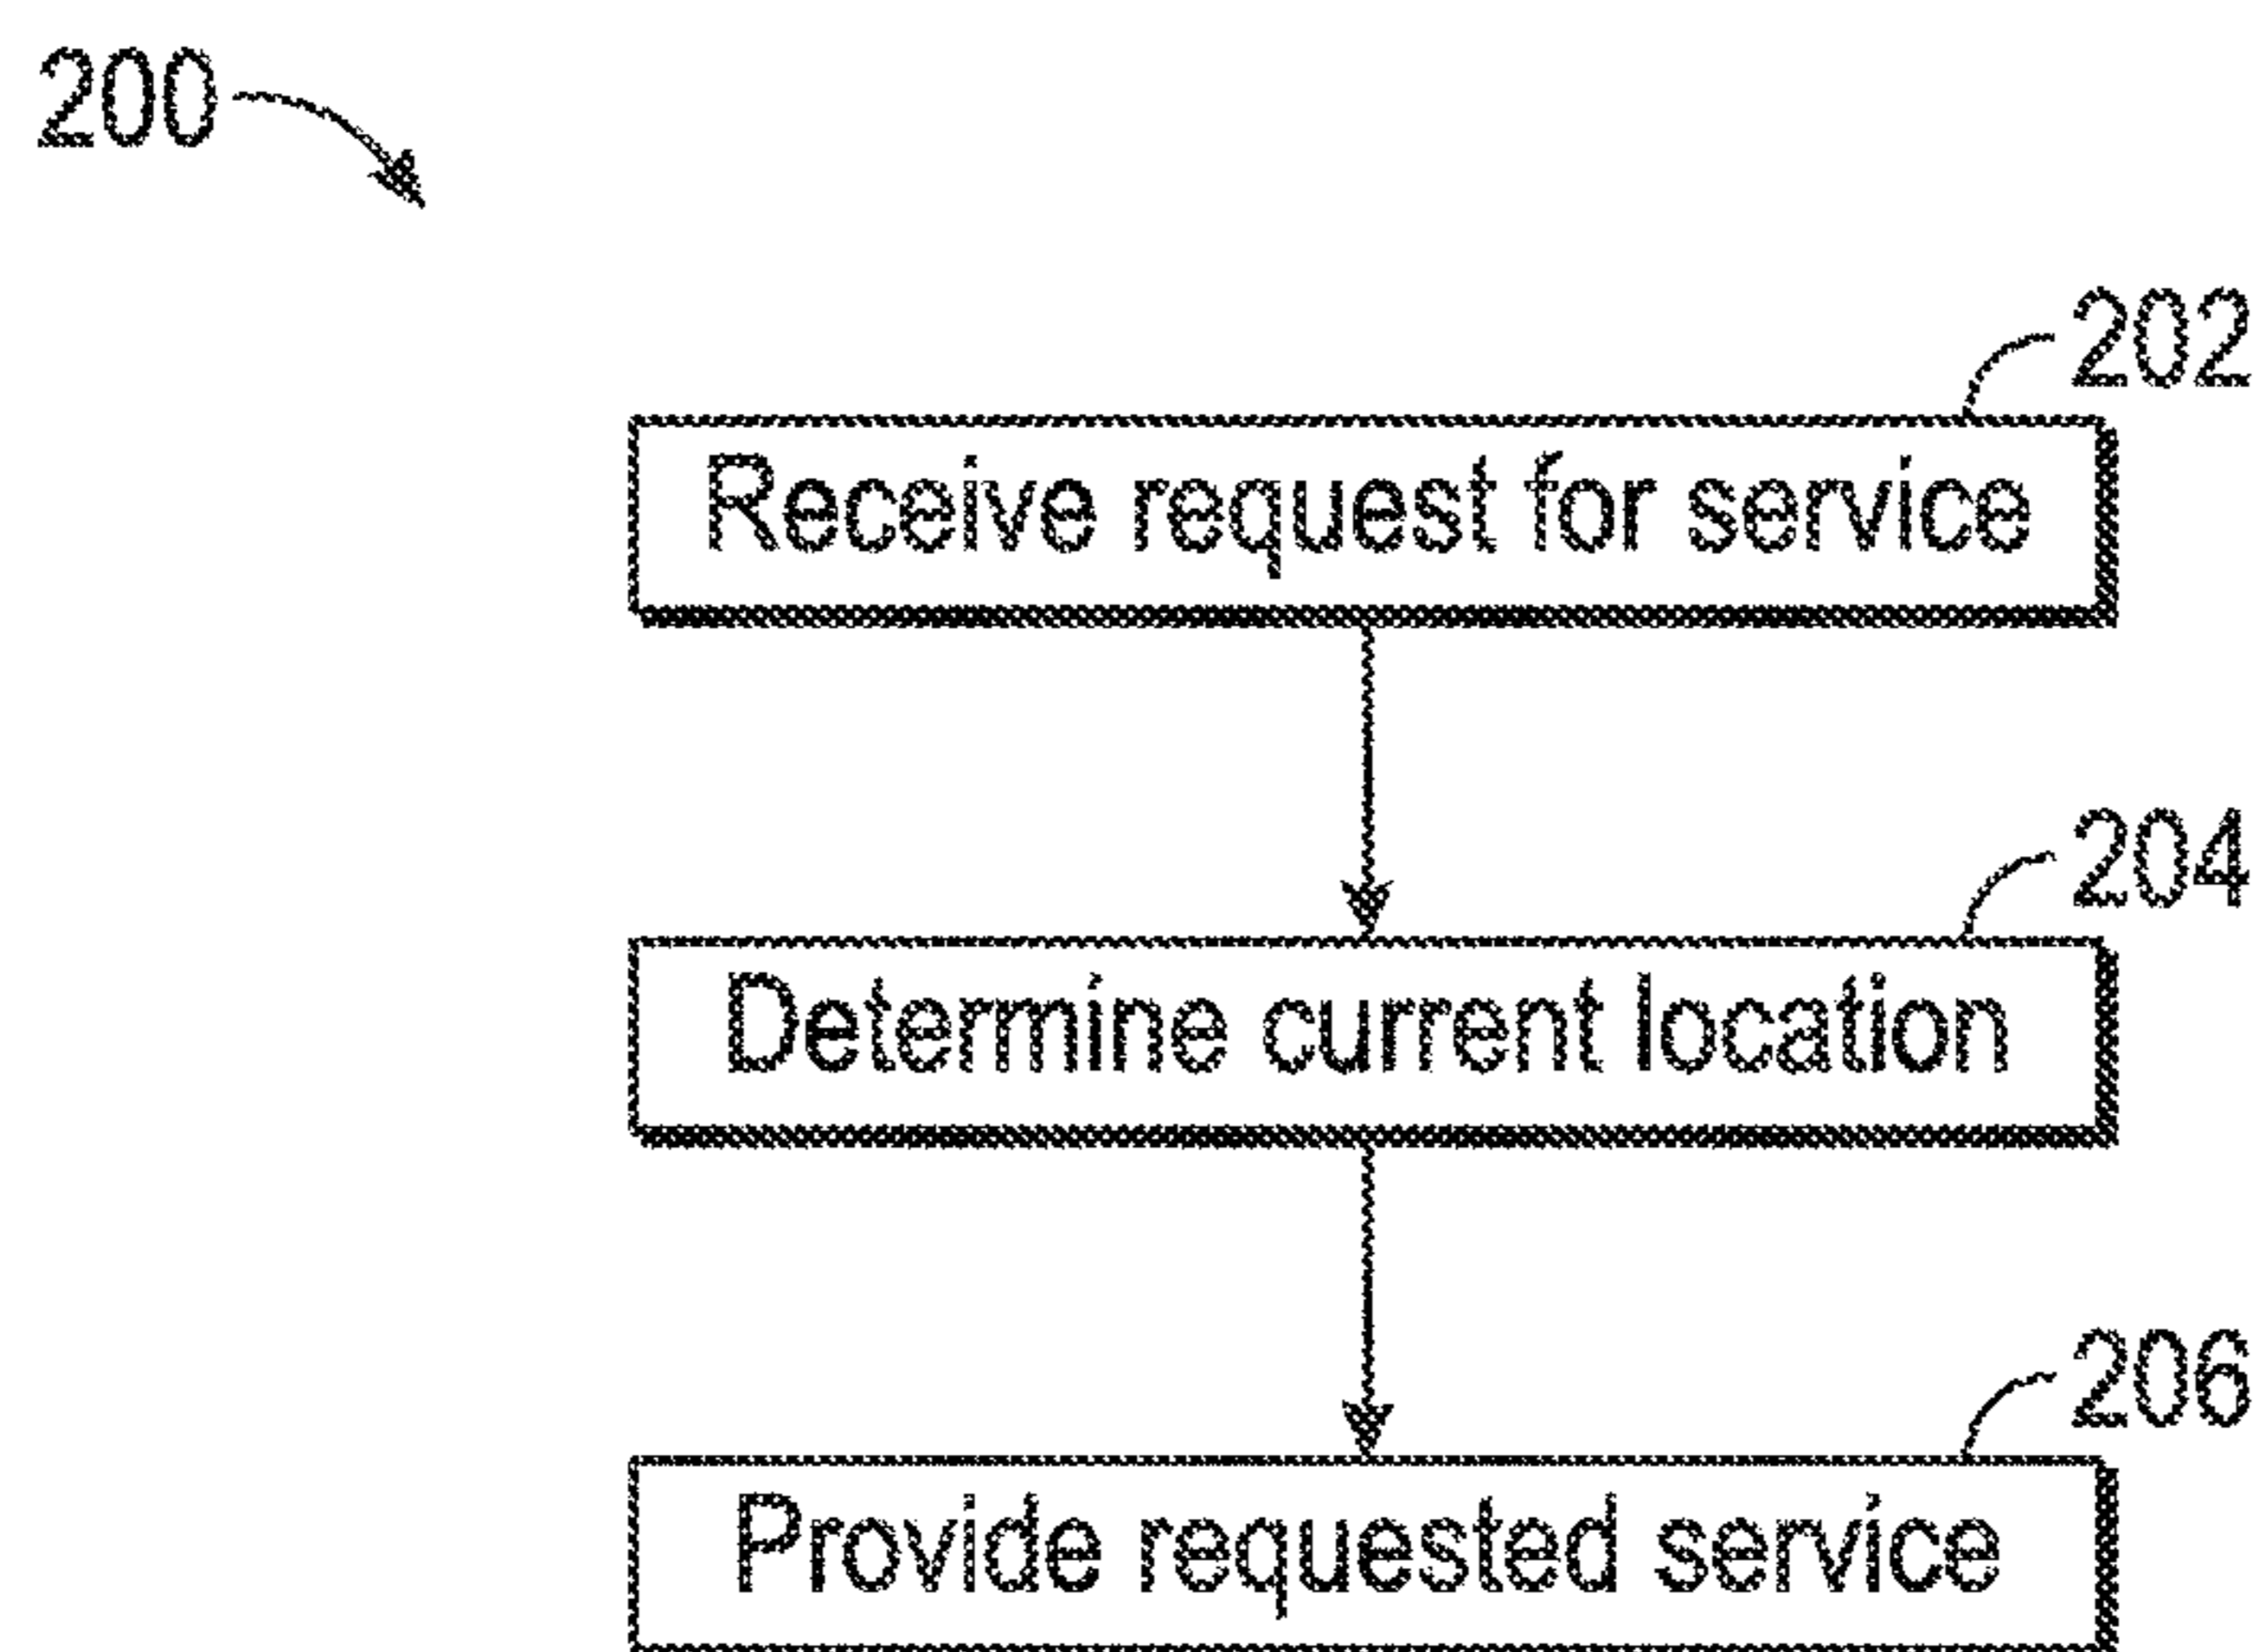 200
202
Receive request for service
204
Determine current location
206
Provide requested service